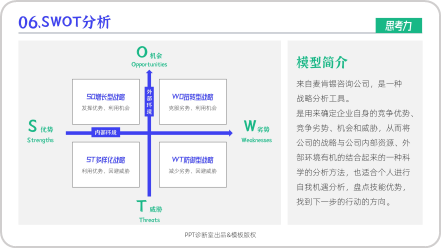 06.SWOT分析
思考力
O 机会
Opportunities
SO增长型战略
发挥优势、利用机会
外部环境
WO扭转型战略
克服劣势、利用机会
S 优势
Strengths
内部环境
W 劣势
Weaknesses
ST多样化战略
利用优势、回避威胁
WT防御型战略
减少劣势、回避威胁
T 威胁
Threats
模型简介
来自麦肯锡咨询公司，是一种
战略分析工具。
是用来确定企业自身的竞争优势、
竞争劣势、机会和威胁，从而将
公司的战略与公司内部资源、外
部环境有机的结合起来的一种科
学的分析方法，也适合个人进行
自我机遇分析，盘点技能优势，
找到下一步的行动的方向。
PPT诊断室出品&模板版权